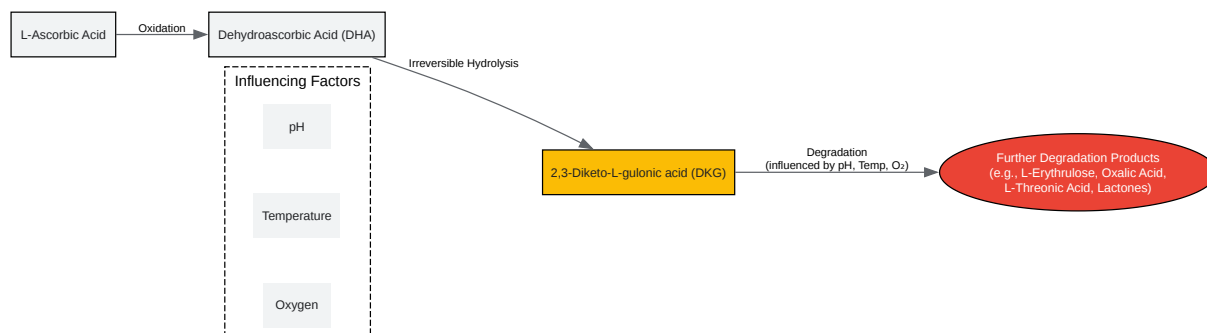 L-Ascorbic Acid
Oxidation
Dehydroascorbic Acid (DHA)
Influencing Factors
pH
Temperature
Oxygen
Irreversible Hydrolysis
2,3-Diketo-L-gulonic acid (DKG)
Degradation
(influenced by pH, Temp, O₂)
Further Degradation Products
(e.g., L-Erythrulose, Oxalic Acid,
L-Threonic Acid, Lactones)